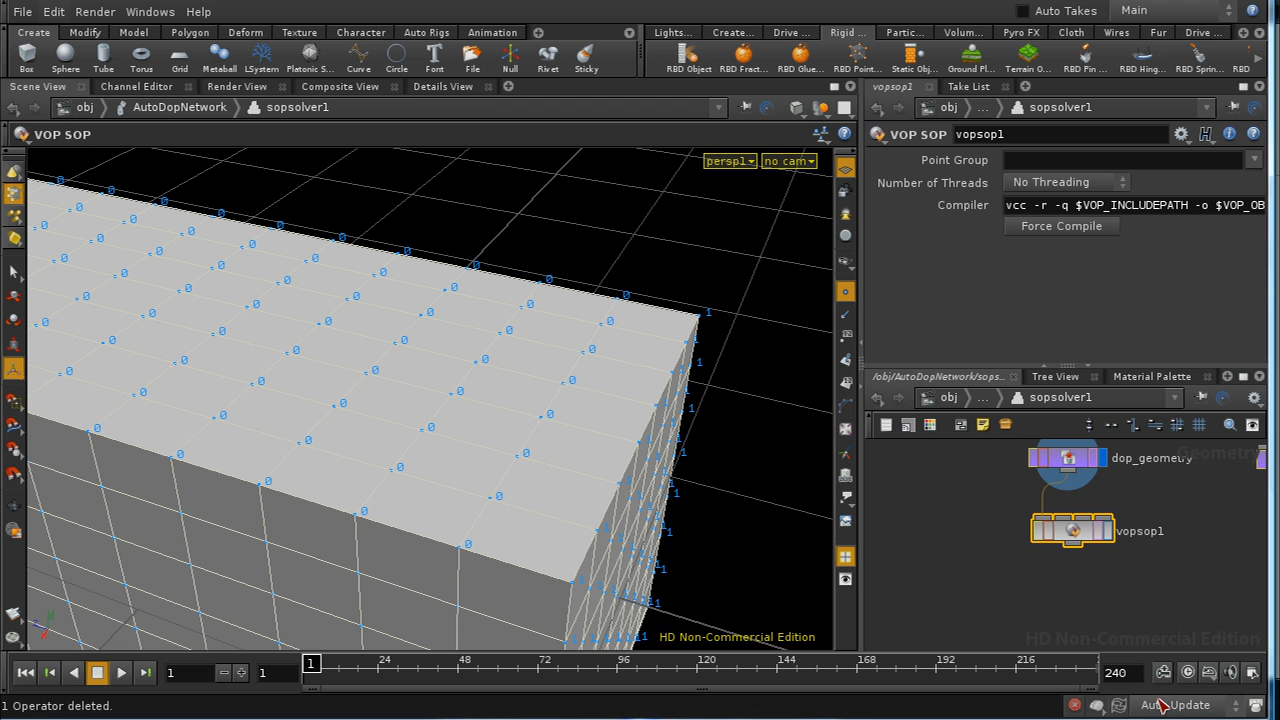 File Edit Render Windows Help Auto Takes Main
Create Modify Model Polygon Deform Texture Character Auto Rigs Animation Lights... Create... Drive ... Rigid ... Partic... Volum... Pyro FX Cloth Wires Fur Drive ...
Box Sphere Tube Torus Grid Metaball LSystem Platonic S... Curve Circle Font File Null Rivet Sticky RBD Object RBD Fract... RBD Glue... RBD Point... Static Obj... Ground Pl... Terrain O... RBD Pin ... RBD Hing... RBD Sprin... RBD
Scene View Channel Editor Render View Composite View Details View vopsop1 Take List
obj AutoDopNetwork sopsolver1 obj ... sopsolver1
VOP SOP VOP SOP vopsop1
persp1 no cam
Point Group
Number of Threads No Threading
Compiler vcc -r -q $VOP_INCLUDEPATH -o $VOP_OB
Force Compile
/obj/AutoDopNetwork/sops... Tree View Material Palette
obj ... sopsolver1
Geometry
dop_geometry
vopsop1
HD Non-Commercial Edition
HD Non-Commercial Edition
1 1 1 24 48 72 96 120 144 168 192 216 240
1 Operator deleted. Auto Update